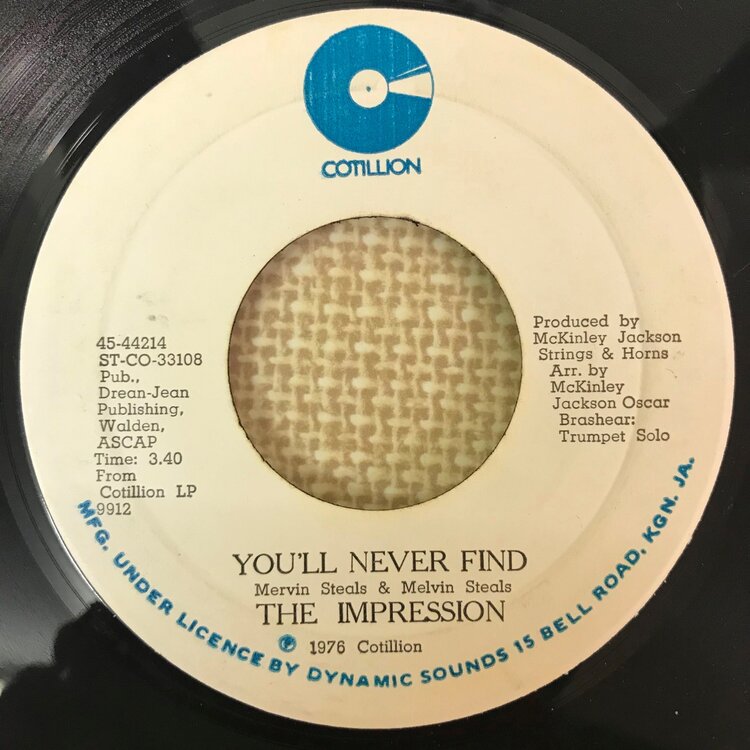 COTILLION
45-44214
ST-CO-33108
Pub.,
Drean-Jean
Publishing,
Walden,
ASCAP
Time: 3.40
From
Cotillion LP
9912
Produced by
McKinley Jackson
Strings & Horns
Arr. by
McKinley
Jackson Oscar
Brashear:
Trumpet Solo
YOU'LL NEVER FIND
Mervin Steals & Melvin Steals
THE IMPRESSION
℗ 1976 Cotillion
MFG. UNDER LICENCE BY DYNAMIC SOUNDS 15 BELL ROAD, KGN. JA.